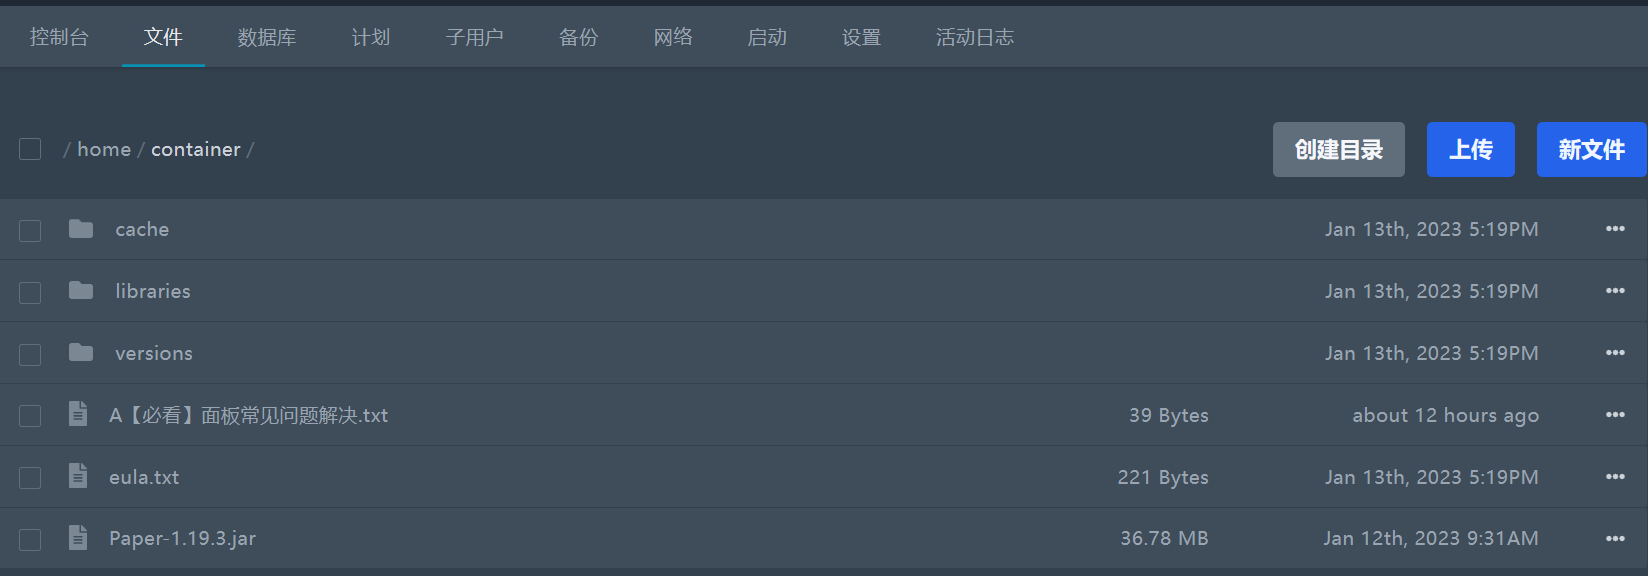 控制台 文件 数据库 计划 子用户 备份 网络 启动 设置 活动日志
/ home / container / 创建目录 上传 新文件
cache Jan 13th, 2023 5:19PM
libraries Jan 13th, 2023 5:19PM
versions Jan 13th, 2023 5:19PM
A【必看】面板常见问题解决.txt 39 Bytes about 12 hours ago
eula.txt 221 Bytes Jan 13th, 2023 5:19PM
Paper-1.19.3.jar 36.78 MB Jan 12th, 2023 9:31AM